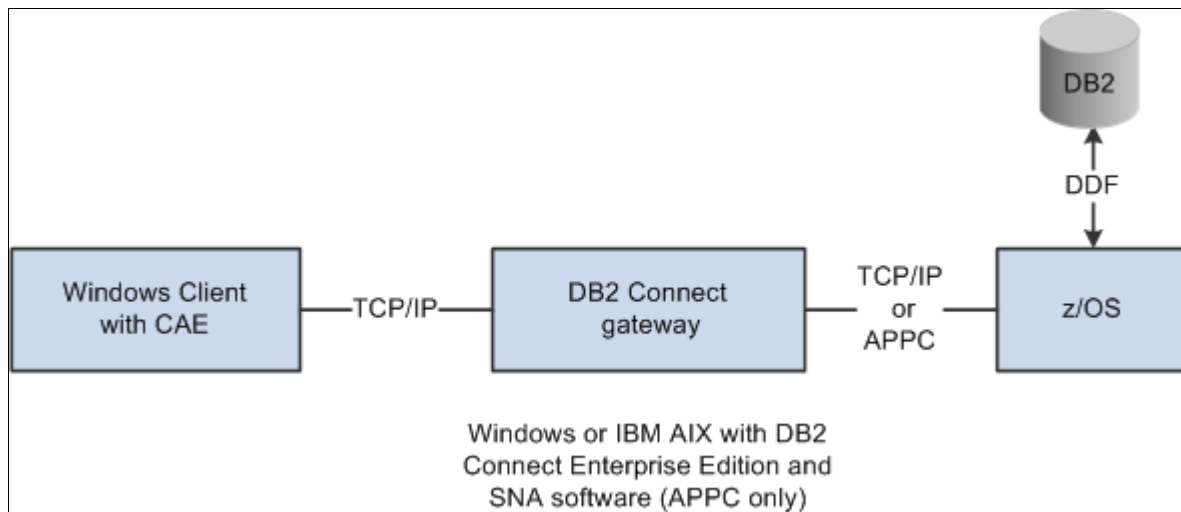 DB2
DDF
Windows Client
with CAE
TCP/IP
DB2 Connect
gateway
TCP/IP
or
APPC
z/OS
Windows or IBM AIX with DB2
Connect Enterprise Edition and
SNA software (APPC only)